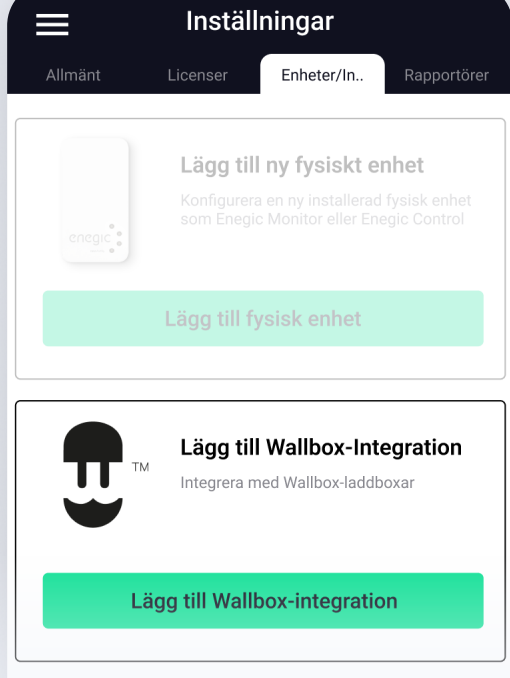 Inställningar
Allmänt
Licenser
Enheter/In..
Rapportörer
Lägg till ny fysiskt enhet
Konfigurera en ny installerad fysisk enhet
som Enegic Monitor eller Enegic Control
enegic
Lägg till fysisk enhet
TM
Lägg till Wallbox-Integration
Integrera med Wallbox-laddboxar
Lägg till Wallbox-integration